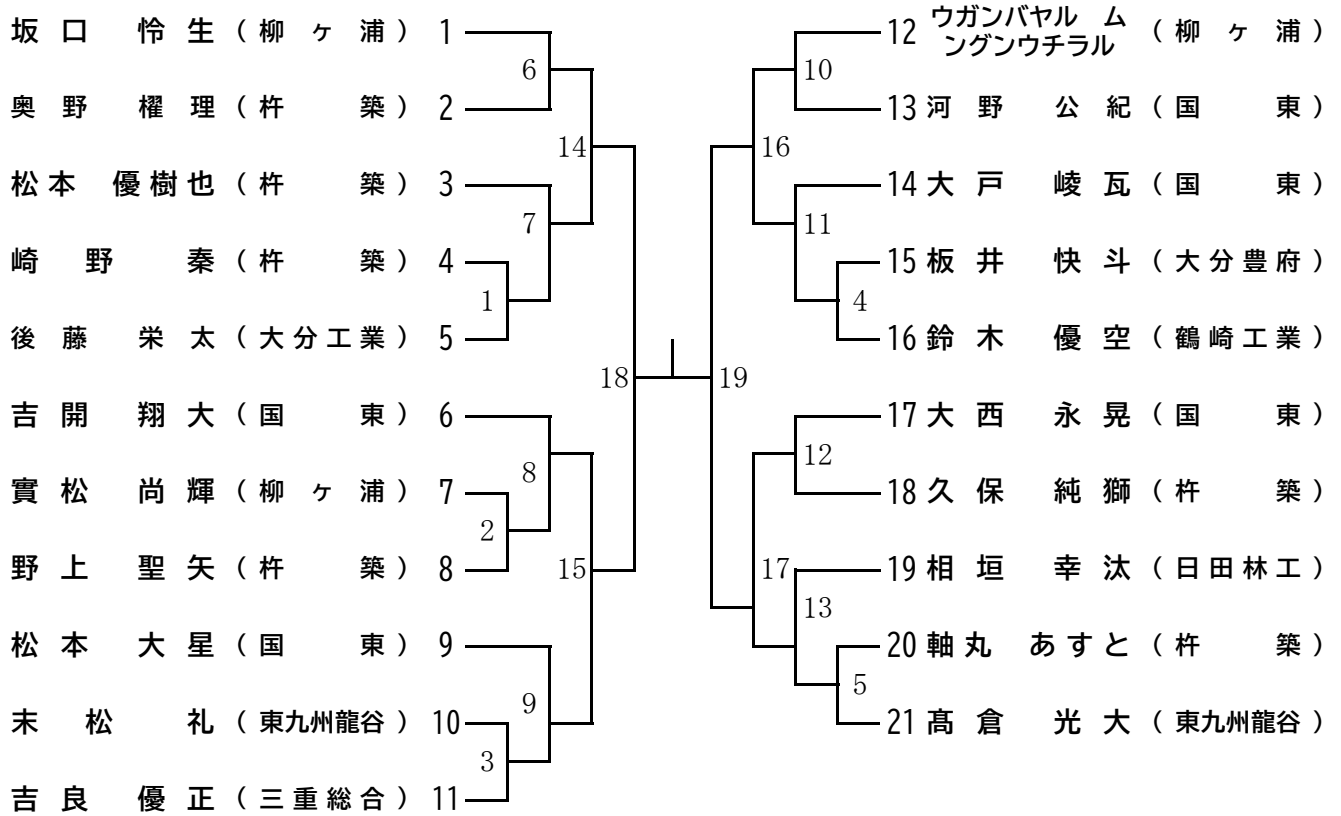 坂口 怜生 (柳ヶ浦) 1
6
奥野 櫂理 (杵築) 2
14
松本 優樹也 (杵築) 3
7
崎野 秦 (杵築) 4
1
後藤 栄太 (大分工業) 5
18
吉開 翔大 (国東) 6
8
實松 尚輝 (柳ヶ浦) 7
2
野上 聖矢 (杵築) 8
15
松本 大星 (国東) 9
9
末松 礼 (東九州龍谷) 10
3
吉良 優正 (三重総合) 11
12 ウガンバヤル ム
ングンウチラル (柳ヶ浦)
10
13 河野 公紀 (国東)
16
14 大戸 崚瓦 (国東)
11
15 板井 快斗 (大分豊府)
4
16 鈴木 優空 (鶴崎工業)
19
17 大西 永晃 (国東)
12
18 久保 純獅 (杵築)
17
19 相垣 幸汰 (日田林工)
13
20 軸丸 あすと (杵築)
5
21 髙倉 光大 (東九州龍谷)